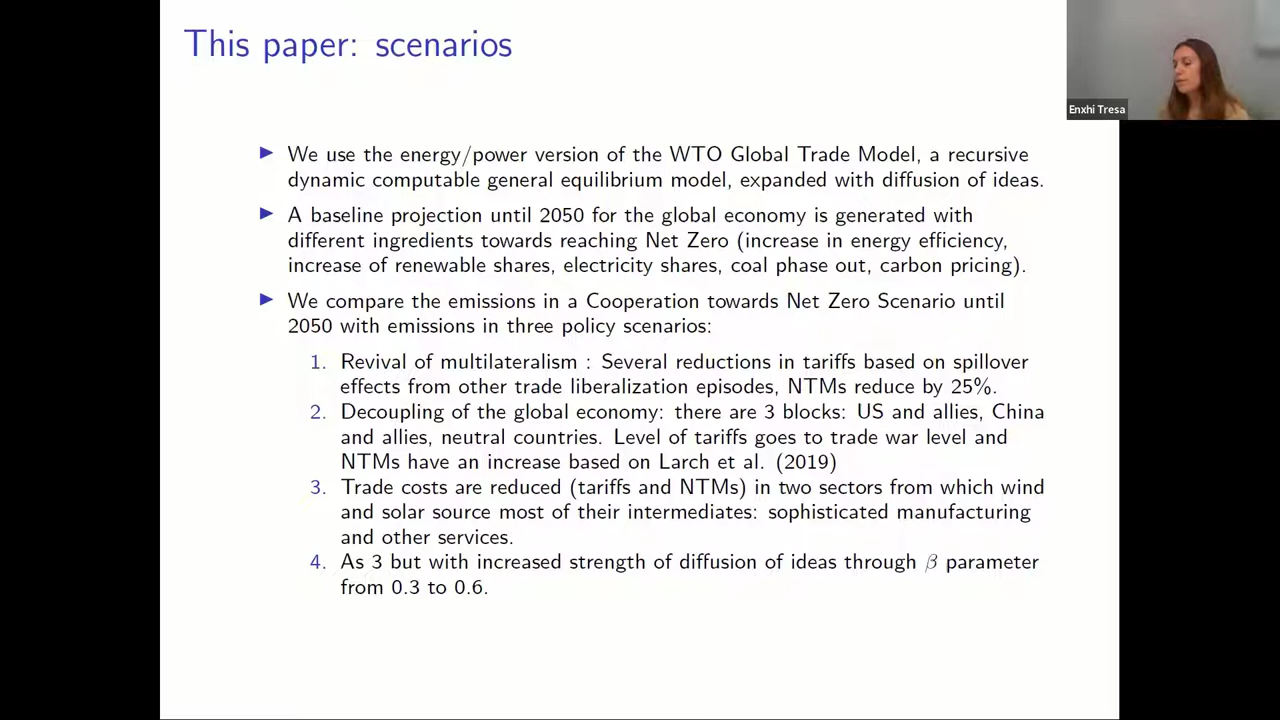 This paper: scenarios
Enxhi Tresa
We use the energy/power version of the WTO Global Trade Model, a recursive
dynamic computable general equilibrium model, expanded with diffusion of ideas.
A baseline projection until 2050 for the global economy is generated with
different ingredients towards reaching Net Zero (increase in energy efficiency,
increase of renewable shares, electricity shares, coal phase out, carbon pricing).
We compare the emissions in a Cooperation towards Net Zero Scenario until
2050 with emissions in three policy scenarios:
1. Revival of multilateralism : Several reductions in tariffs based on spillover
effects from other trade liberalization episodes, NTMs reduce by 25%.
2. Decoupling of the global economy: there are 3 blocks: US and allies, China
and allies, neutral countries. Level of tariffs goes to trade war level and
NTMs have an increase based on Larch et al. (2019)
3. Trade costs are reduced (tariffs and NTMs) in two sectors from which wind
and solar source most of their intermediates: sophisticated manufacturing
and other services.
4. As 3 but with increased strength of diffusion of ideas through β parameter
from 0.3 to 0.6.